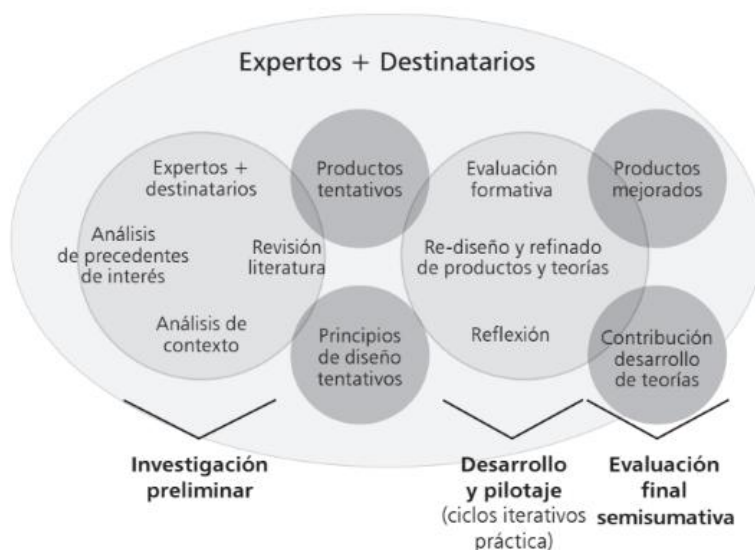 Expertos + Destinatarios
Expertos +
destinatarios
Análisis
de precedentes
de interés
Revisión
literatura
Análisis de
contexto
Productos
tentativos
Principios
de diseño
tentativos
Evaluación
formativa
Re-diseño y refinado
de productos y teorías
Reflexión
Productos
mejorados
Contribución
desarrollo
de teorías
Investigación
preliminar
Desarrollo
y pilotaje
(ciclos iterativos
práctica)
Evaluación
final
semisumativa